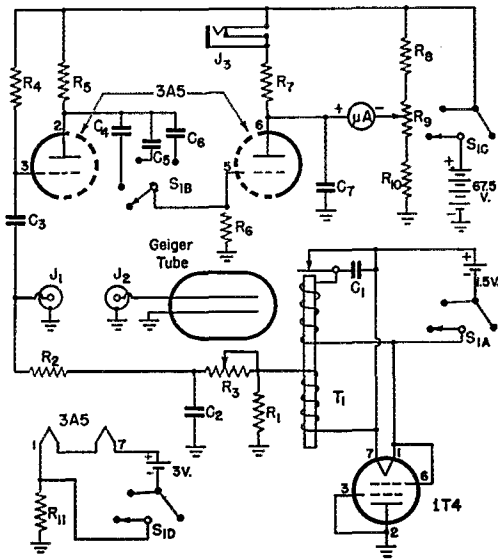 J3
R4
R5
3A5
R7
R8
2
C4
C5
C6
6
+
μA
-
R9
3
5
S1B
S1C
+
R6
C7
R10
67.5
V.
-
C3
Geiger
Tube
J1
J2
C1
+
-
1.5V.
S1A
R2
R3
T1
C2
R1
3A5
1
7
+
-
3V.
7
1
3
6
1T4
R11
S1D
2